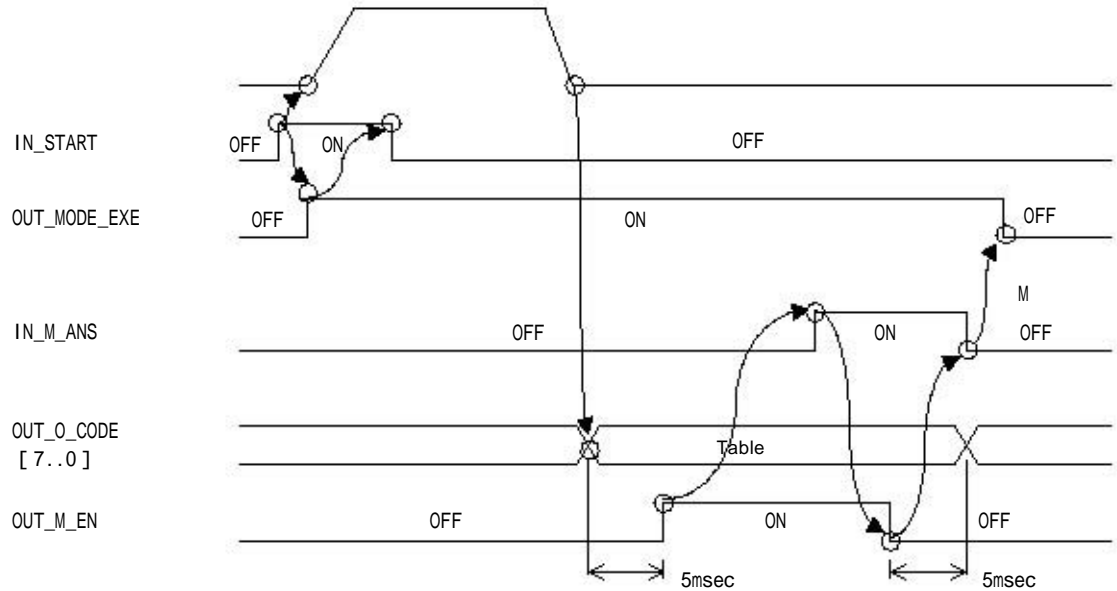 IN_START OFF ON OFF
OUT_MODE_EXE OFF ON OFF
M
IN_M_ANS OFF ON OFF
OUT_O_CODE
[7..0] Table
OUT_M_EN OFF ON OFF
5msec 5msec